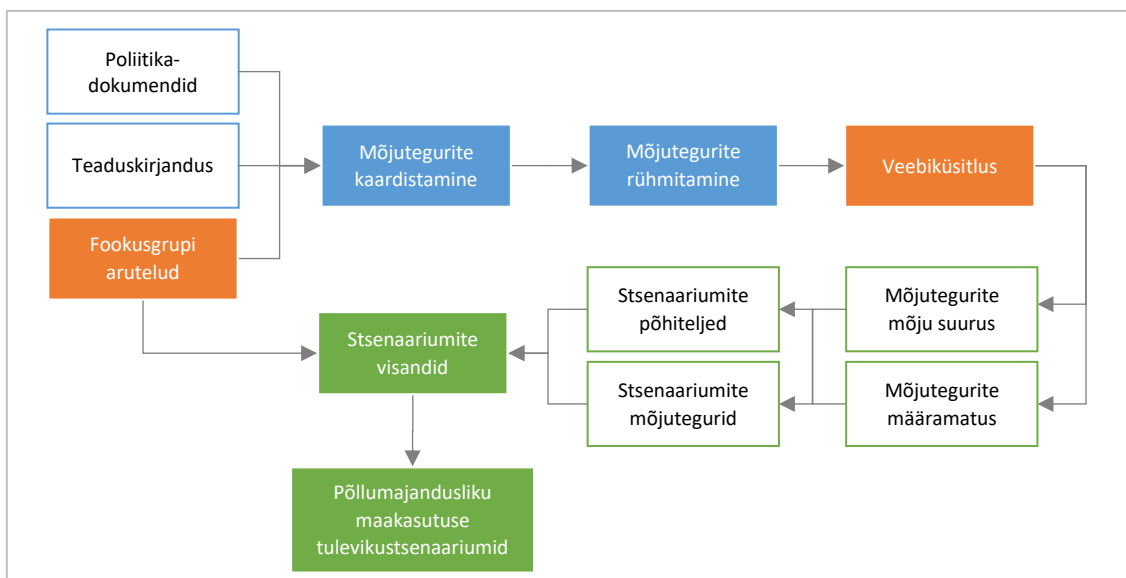 Poliitika-
dokumendid
Teaduskirjandus
Fookusgrupi
arutelud
Mõjutegurite
kaardistamine
Mõjutegurite
rühmitamine
Veebiküsitlus
Mõjutegurite
mõju suurus
Mõjutegurite
määramatus
Stsenaariumite
põhiteljed
Stsenaariumite
mõjutegurid
Stsenaariumite
visandid
Põllumajandusliku
maakasutuse
tulevikustsenaariumid